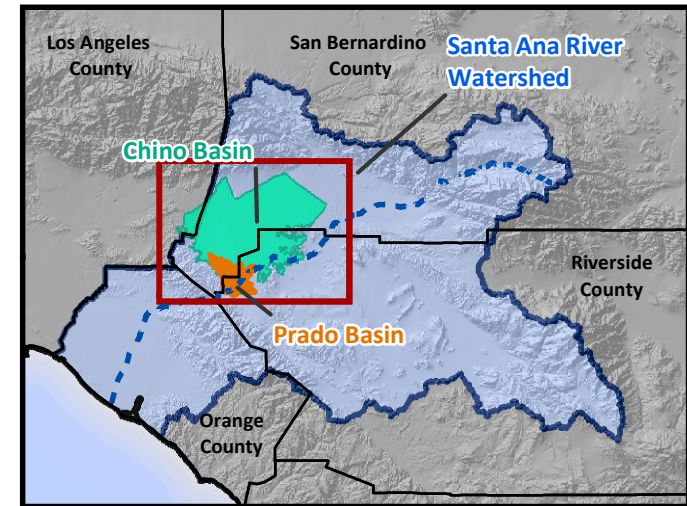 Los Angeles
County
San Bernardino
County
Santa Ana River
Watershed
Chino Basin
Riverside
County
Prado Basin
Orange
County